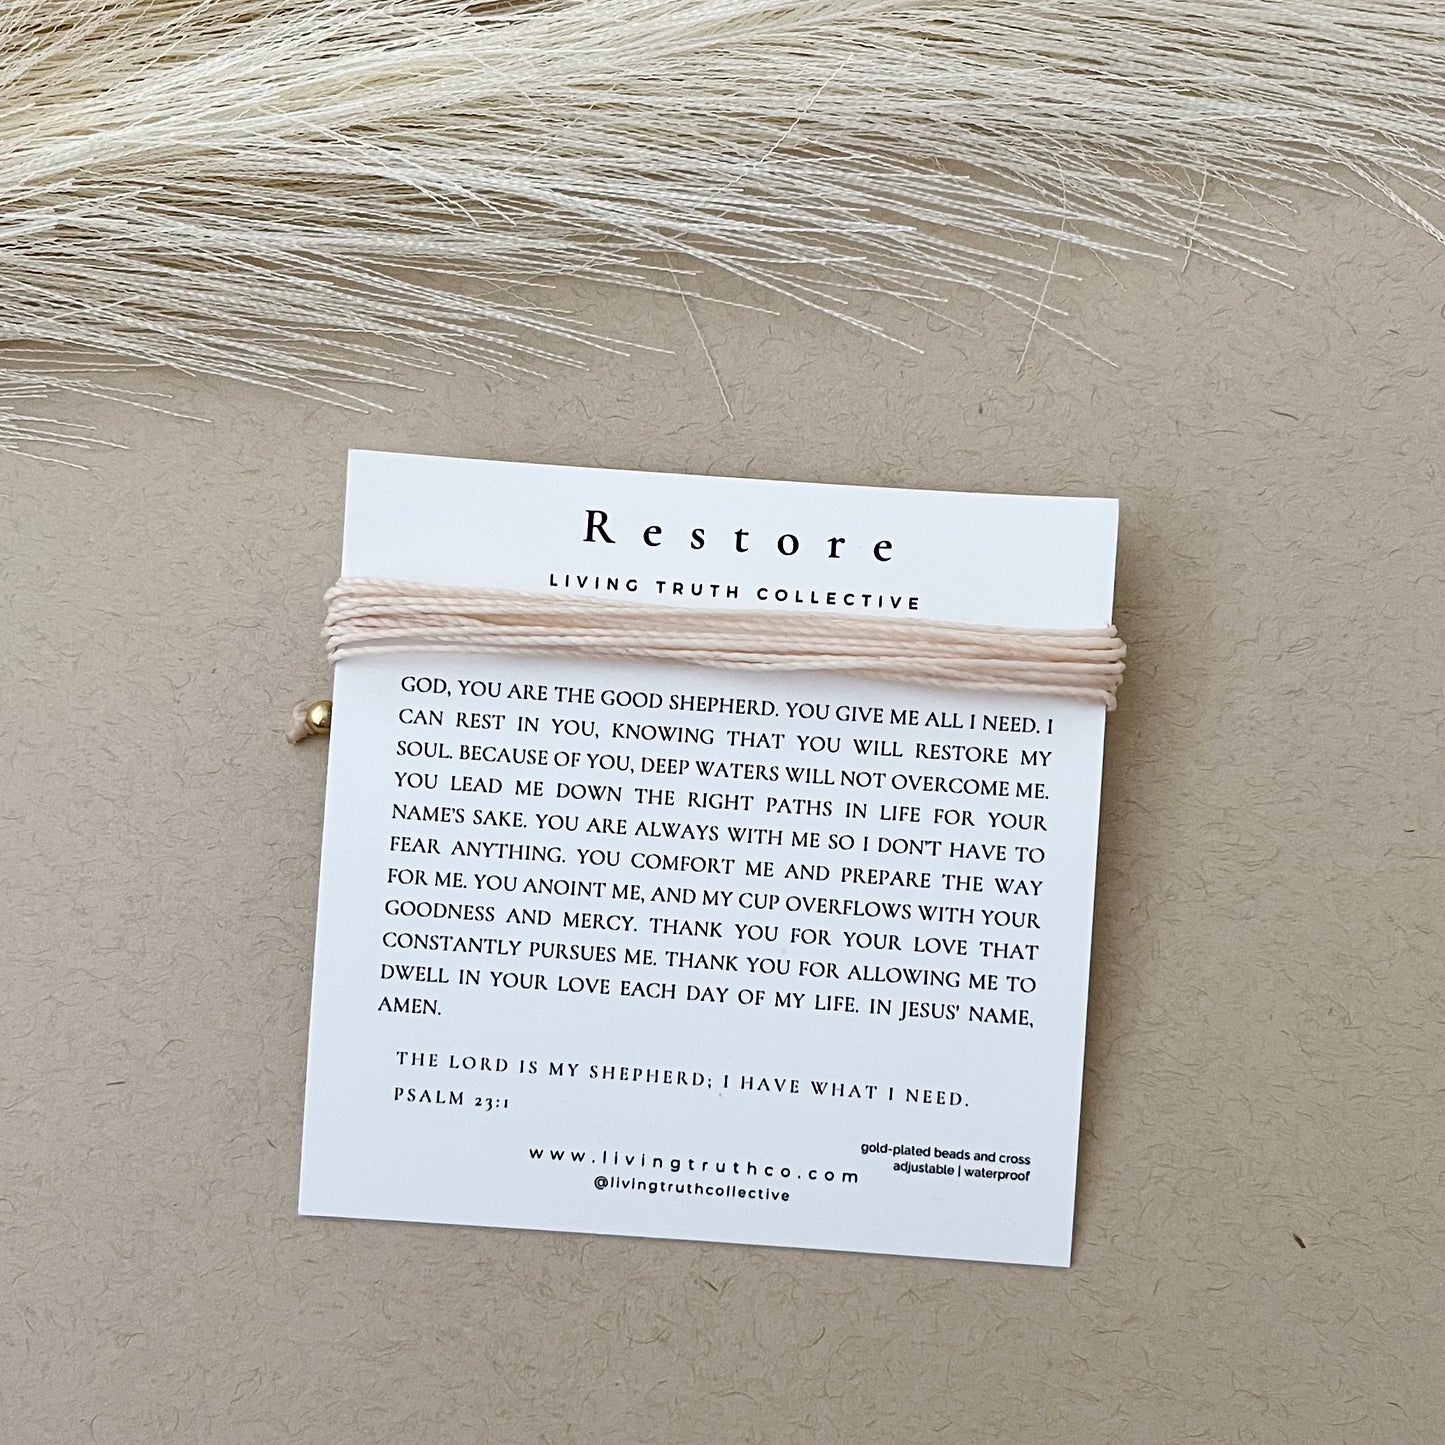 Restore
LIVING TRUTH COLLECTIVE
GOD, YOU ARE THE GOOD SHEPHERD. YOU GIVE ME ALL I NEED. I
CAN REST IN YOU, KNOWING THAT YOU WILL RESTORE MY
SOUL. BECAUSE OF YOU, DEEP WATERS WILL NOT OVERCOME ME.
YOU LEAD ME DOWN THE RIGHT PATHS IN LIFE FOR YOUR
NAME'S SAKE. YOU ARE ALWAYS WITH ME SO I DON'T HAVE TO
FEAR ANYTHING. YOU COMFORT ME AND PREPARE THE WAY
FOR ME. YOU ANOINT ME, AND MY CUP OVERFLOWS WITH YOUR
GOODNESS AND MERCY. THANK YOU FOR YOUR LOVE THAT
CONSTANTLY PURSUES ME. THANK YOU FOR ALLOWING ME TO
DWELL IN YOUR LOVE EACH DAY OF MY LIFE. IN JESUS' NAME,
AMEN.
THE LORD IS MY SHEPHERD; I HAVE WHAT I NEED.
PSALM 23:1
www.livingtruthco.com
@livingtruthcollective
gold-plated beads and cross
adjustable | waterproof